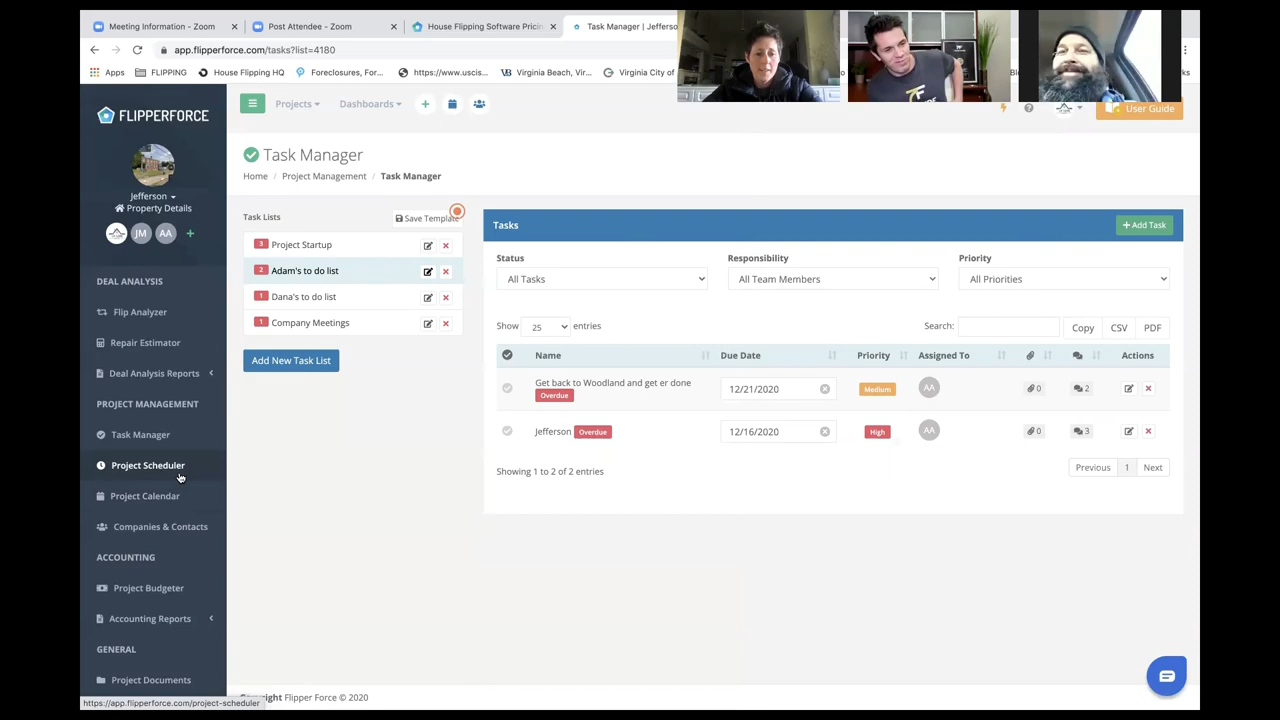 Meeting Information - Zoom
Post Attendee - Zoom
House Flipping Software Pricin
Task Manager | Jefferson
app.flipperforce.com/tasks?list=4180
Apps
FLIPPING
House Flipping HQ
Foreclosures, For...
https://www.uscis...
Virginia Beach, Vir...
Virginia City of
FLIPPERFORCE
Projects
Dashboards
User Guide
Jefferson
Property Details
JM
AA
DEAL ANALYSIS
Flip Analyzer
Repair Estimator
Deal Analysis Reports
PROJECT MANAGEMENT
Task Manager
Project Scheduler
Project Calendar
Companies & Contacts
ACCOUNTING
Project Budgeter
Accounting Reports
GENERAL
Project Documents
https://app.flipperforce.com/project-scheduler
Task Manager
Home / Project Management / Task Manager
Task Lists
Save Template
3 Project Startup
2 Adam's to do list
1 Dana's to do list
1 Company Meetings
Add New Task List
Tasks
+ Add Task
Status
Responsibility
Priority
All Tasks
All Team Members
All Priorities
Show 25 entries
Search:
Copy
CSV
PDF
Name
Due Date
Priority
Assigned To
Actions
Get back to Woodland and get er done
Overdue
12/21/2020
Medium
AA
0
2
Jefferson Overdue
12/16/2020
High
AA
0
3
Showing 1 to 2 of 2 entries
Previous
1
Next
Flipper Force © 2020